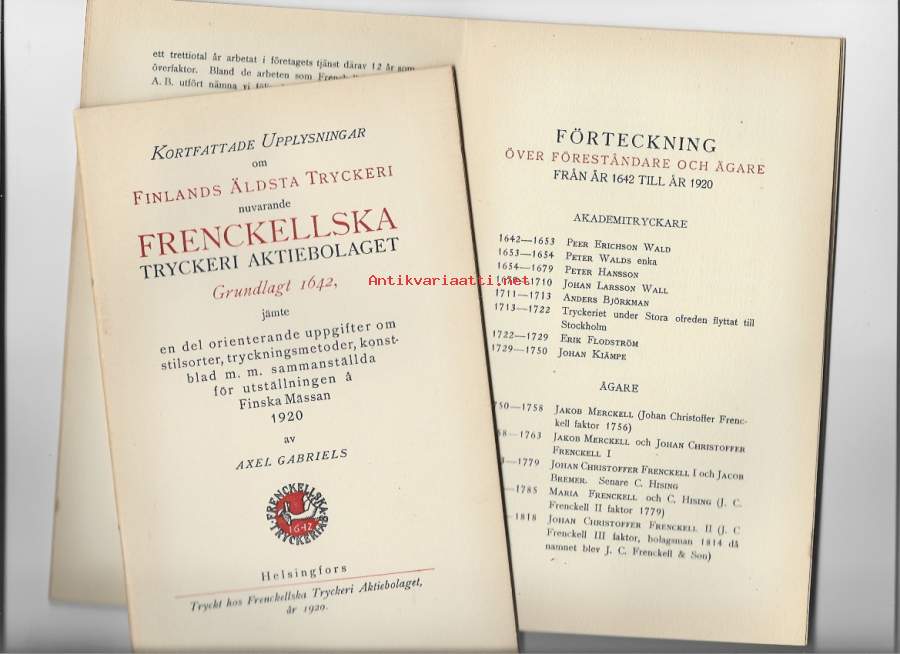 ett trettiotal år arbetat i företagets tjänst därav 12 år som
överfaktor. Bland de arbeten som
A. B. utfört nämna vi
KORTFATTADE UPPLYSNINGAR
om
FINLANDS ÄLDSTA TRYCKERI
nuvarande
FRENCKELLSKA
TRYCKERI AKTIEBOLAGET
Grundlagt 1642,
jämte
en del orienterande uppgifter om
stilsorter, tryckningsmetoder, konst-
blad m. m. sammanställda
för utställningen å
Finska Mässan
1920
av
AXEL GABRIELS
FRENCKELLSKA
TRYCKERI A.B
1642
Helsingfors
Tryckt hos Frenckellska Tryckeri Aktiebolaget,
år 1920.
Antikvariaatti.net
FÖRTECKNING
ÖVER FÖRESTÅNDARE OCH ÄGARE
FRÅN ÅR 1642 TILL ÅR 1920
AKADEMITRYCKARE
1642—1653 PEER ERICHSON WALD
1653—1654 PETER WALDS enka
1654—1679 PETER HANSSON
—1710 JOHAN LARSSON WALL
1711—1713 ANDERS BJÖRKMAN
1713—1722 Tryckeriet under Stora ofreden flyttat till
Stockholm
1722—1729 ERIK FLODSTRÖM
1729—1750 JOHAN KIÄMPE
ÄGARE
50—1758 JAKOB MERCKELL (Johan Christoffer Frenc-
kell faktor 1756)
8—1763 JAKOB MERCKELL och JOHAN CHRISTOFFER
FRENCKELL I
—1779 JOHAN CHRISTOFFER FRENCKELL I och JACOB
BREMER. Senare C. HISING
—1785 MARIA FRENCKELL och C. HISING (J. C.
Frenckell II faktor 1779)
—1818 JOHAN CHRISTOFFER FRENCKELL II (J. C
Frenckell III faktor, bolagsman 1814 då
namnet blev J. C. Frenckell & Son)